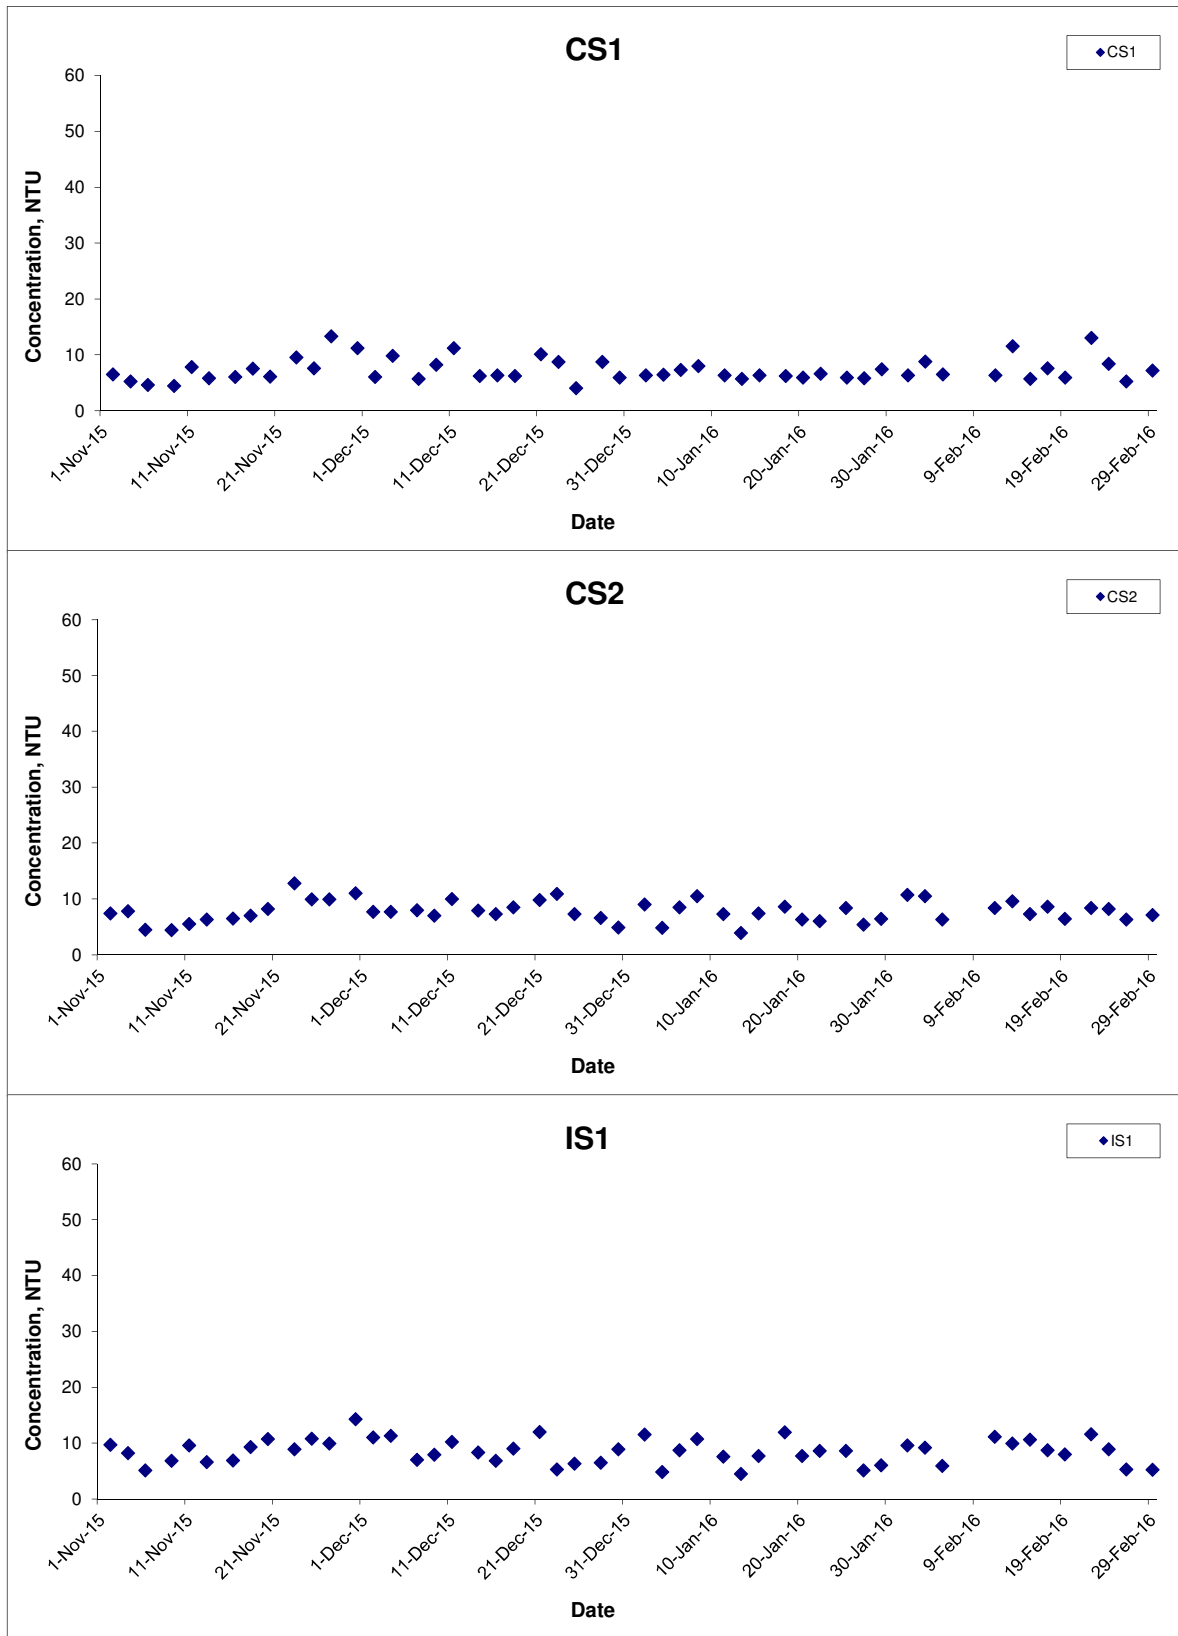 CS1
CS1
60
50
40
30
20
10
0
Concentration, NTU
1-Nov-15
11-Nov-15
21-Nov-15
1-Dec-15
11-Dec-15
21-Dec-15
31-Dec-15
10-Jan-16
20-Jan-16
30-Jan-16
9-Feb-16
19-Feb-16
29-Feb-16
Date
CS2
CS2
60
50
40
30
20
10
0
Concentration, NTU
1-Nov-15
11-Nov-15
21-Nov-15
1-Dec-15
11-Dec-15
21-Dec-15
31-Dec-15
10-Jan-16
20-Jan-16
30-Jan-16
9-Feb-16
19-Feb-16
29-Feb-16
Date
IS1
IS1
60
50
40
30
20
10
0
Concentration, NTU
1-Nov-15
11-Nov-15
21-Nov-15
1-Dec-15
11-Dec-15
21-Dec-15
31-Dec-15
10-Jan-16
20-Jan-16
30-Jan-16
9-Feb-16
19-Feb-16
29-Feb-16
Date